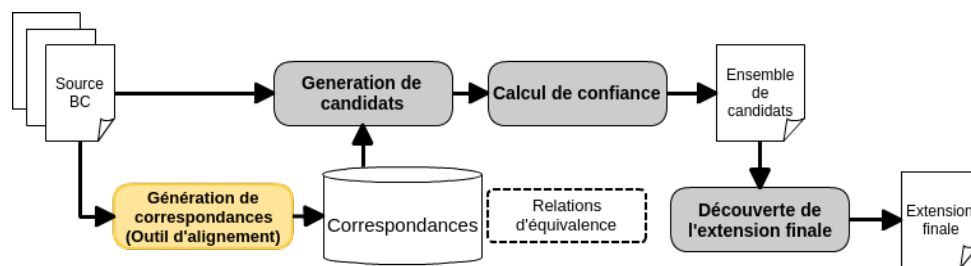 Source
BC
Generation de
candidats
Calcul de confiance
Ensemble
de
candidats
Génération de
correspondances
(Outil d'alignement)
Correspondances
Relations
d'équivalence
Découverte de
l'extension finale
Extension
finale